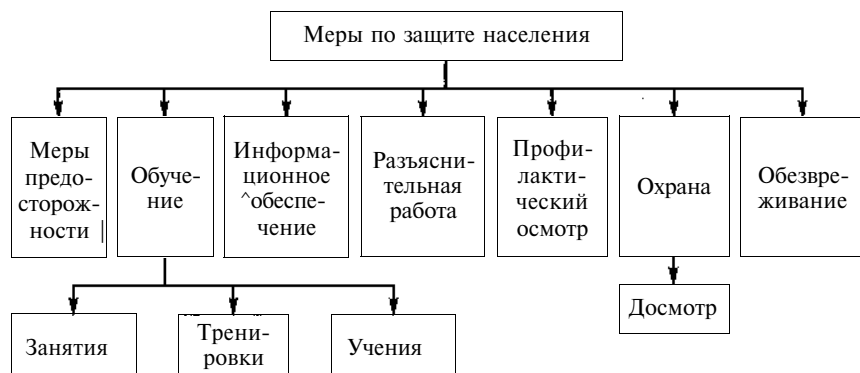 Меры по защите населения
Меры
предо-
сторож-
ности |
Обуче-
ние
Информа-
ционное
^обеспе-
чение
Разъясни-
тельная
работа
Профи-
лакти-
ческий
осмотр
Охрана
Обезвре-
живание
Занятия
Трени-
ровки
Учения
Досмотр